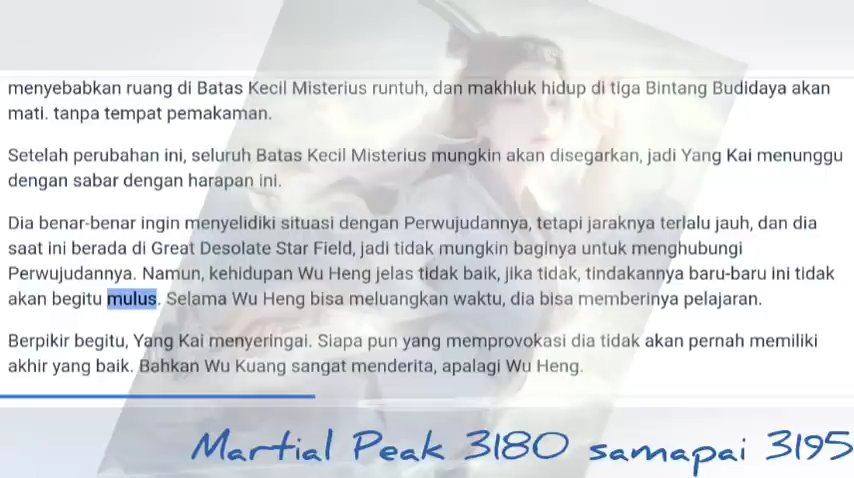 menyebabkan ruang di Batas Kecil Misterius runtuh, dan makhluk hidup di tiga Bintang Budidaya akan
mati. tanpa tempat pemakaman.
Setelah perubahan ini, seluruh Batas Kecil Misterius mungkin akan disegarkan, jadi Yang Kai menunggu
dengan sabar dengan harapan ini.
Dia benar-benar ingin menyelidiki situasi dengan Perwujudannya, tetapi jaraknya terlalu jauh, dan dia
saat ini berada di Great Desolate Star Field, jadi tidak mungkin baginya untuk menghubungi
Perwujudannya. Namun, kehidupan Wu Heng jelas tidak baik, jika tidak, tindakannya baru-baru ini tidak
akan begitu mulus. Selama Wu Heng bisa meluangkan waktu, dia bisa memberinya pelajaran.
Berpikir begitu, Yang Kai menyeringai. Siapa pun yang memprovokasi dia tidak akan pernah memiliki
akhir yang baik. Bahkan Wu Kuang sangat menderita, apalagi Wu Heng.
Martial Peak 3180 samapai 3195